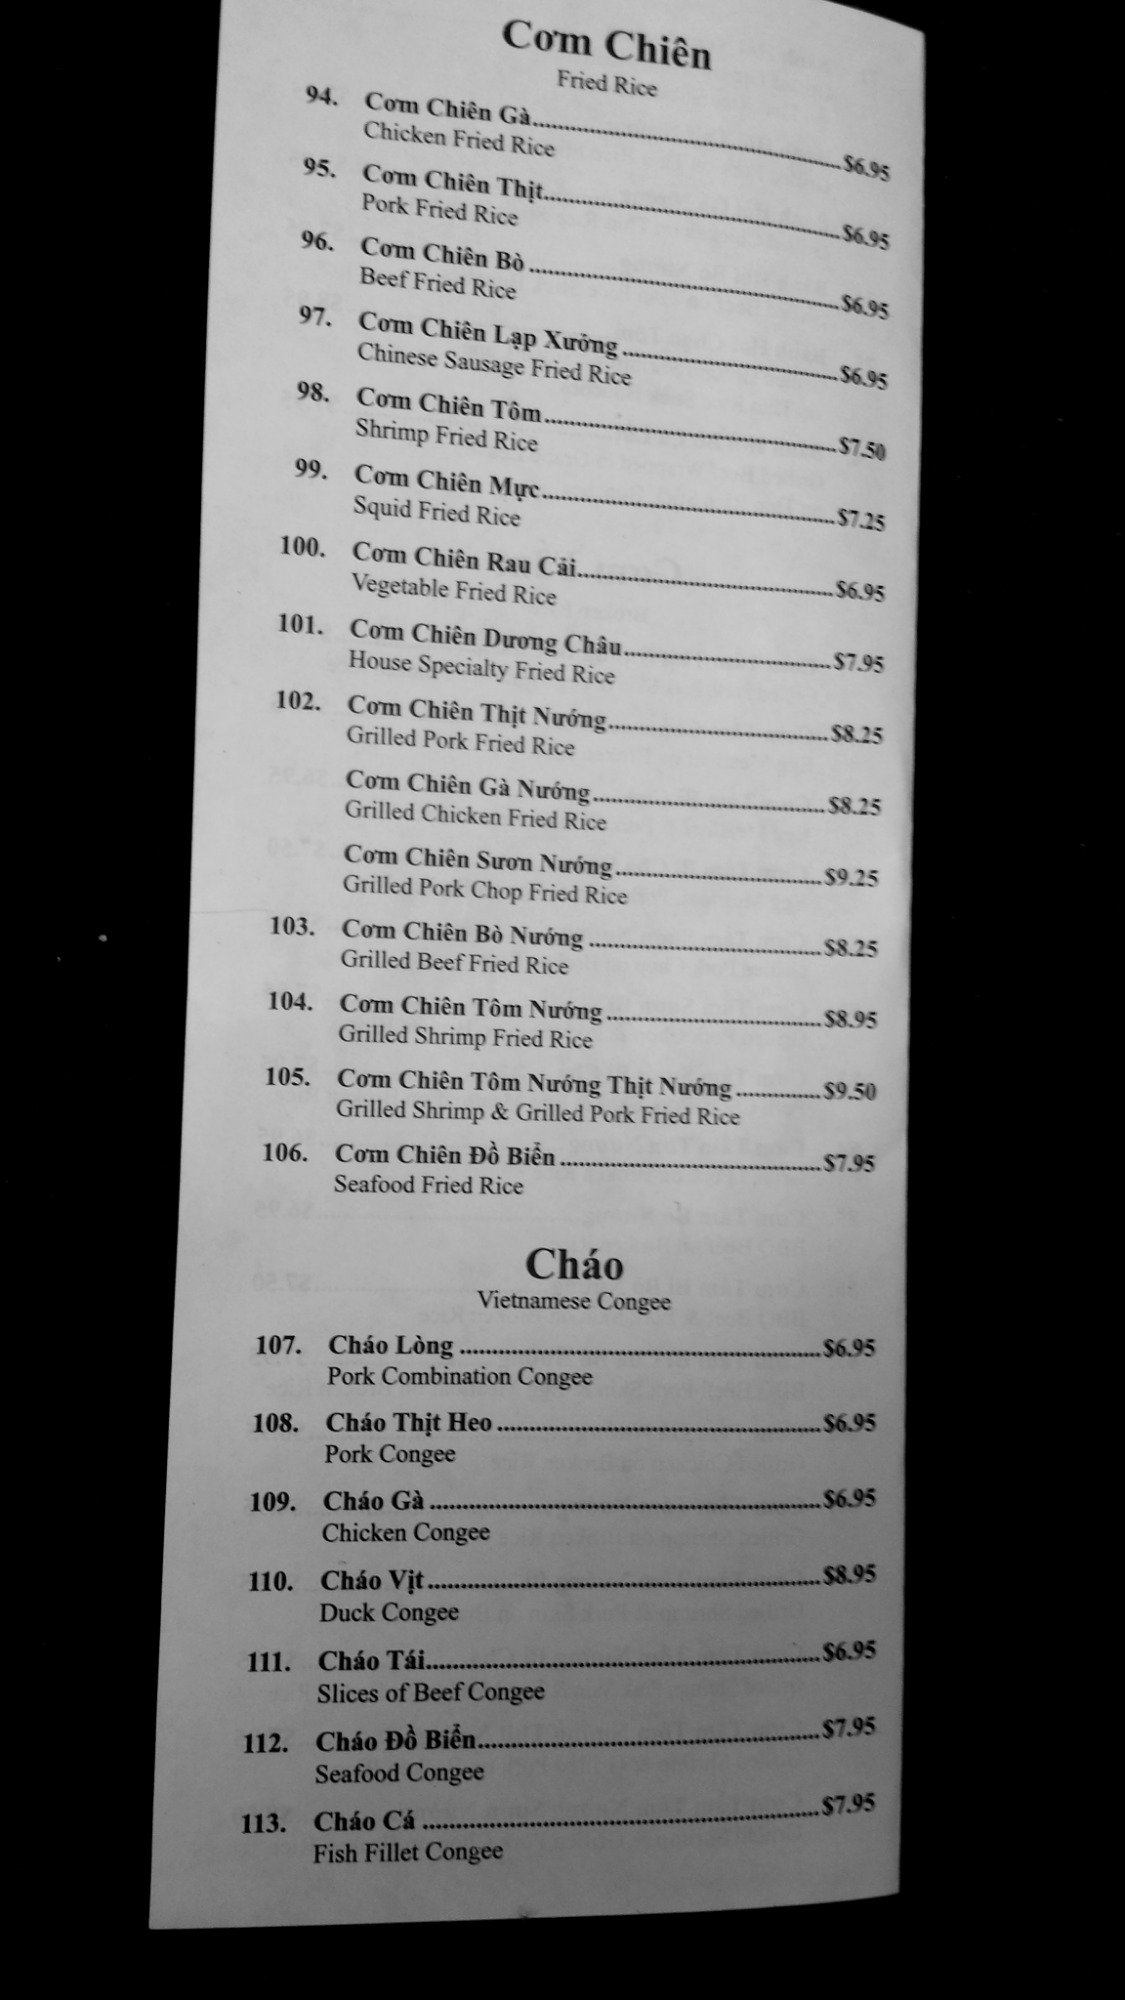 Cơm Chiên
Fried Rice
94. Cơm Chiên Gà..........$6.95
Chicken Fried Rice
95. Cơm Chiên Thịt..........$6.95
Pork Fried Rice
96. Cơm Chiên Bò..........$6.95
Beef Fried Rice
97. Cơm Chiên Lạp Xưởng..........$6.95
Chinese Sausage Fried Rice
98. Cơm Chiên Tôm..........$7.50
Shrimp Fried Rice
99. Cơm Chiên Mực..........$7.25
Squid Fried Rice
100. Cơm Chiên Rau Cải..........$6.95
Vegetable Fried Rice
101. Cơm Chiên Dương Châu..........$7.95
House Specialty Fried Rice
102. Cơm Chiên Thịt Nướng..........$8.25
Grilled Pork Fried Rice
Cơm Chiên Gà Nướng..........$8.25
Grilled Chicken Fried Rice
Cơm Chiên Sươn Nướng..........$9.25
Grilled Pork Chop Fried Rice
103. Cơm Chiên Bò Nướng..........$8.25
Grilled Beef Fried Rice
104. Cơm Chiên Tôm Nướng..........$8.95
Grilled Shrimp Fried Rice
105. Cơm Chiên Tôm Nướng Thịt Nướng..........$9.50
Grilled Shrimp & Grilled Pork Fried Rice
106. Cơm Chiên Đồ Biển..........$7.95
Seafood Fried Rice
Cháo
Vietnamese Congee
107. Cháo Lòng..........$6.95
Pork Combination Congee
108. Cháo Thịt Heo..........$6.95
Pork Congee
109. Cháo Gà..........$6.95
Chicken Congee
110. Cháo Vịt..........$8.95
Duck Congee
111. Cháo Tái..........$6.95
Slices of Beef Congee
112. Cháo Đồ Biển..........$7.95
Seafood Congee
113. Cháo Cá..........$7.95
Fish Fillet Congee